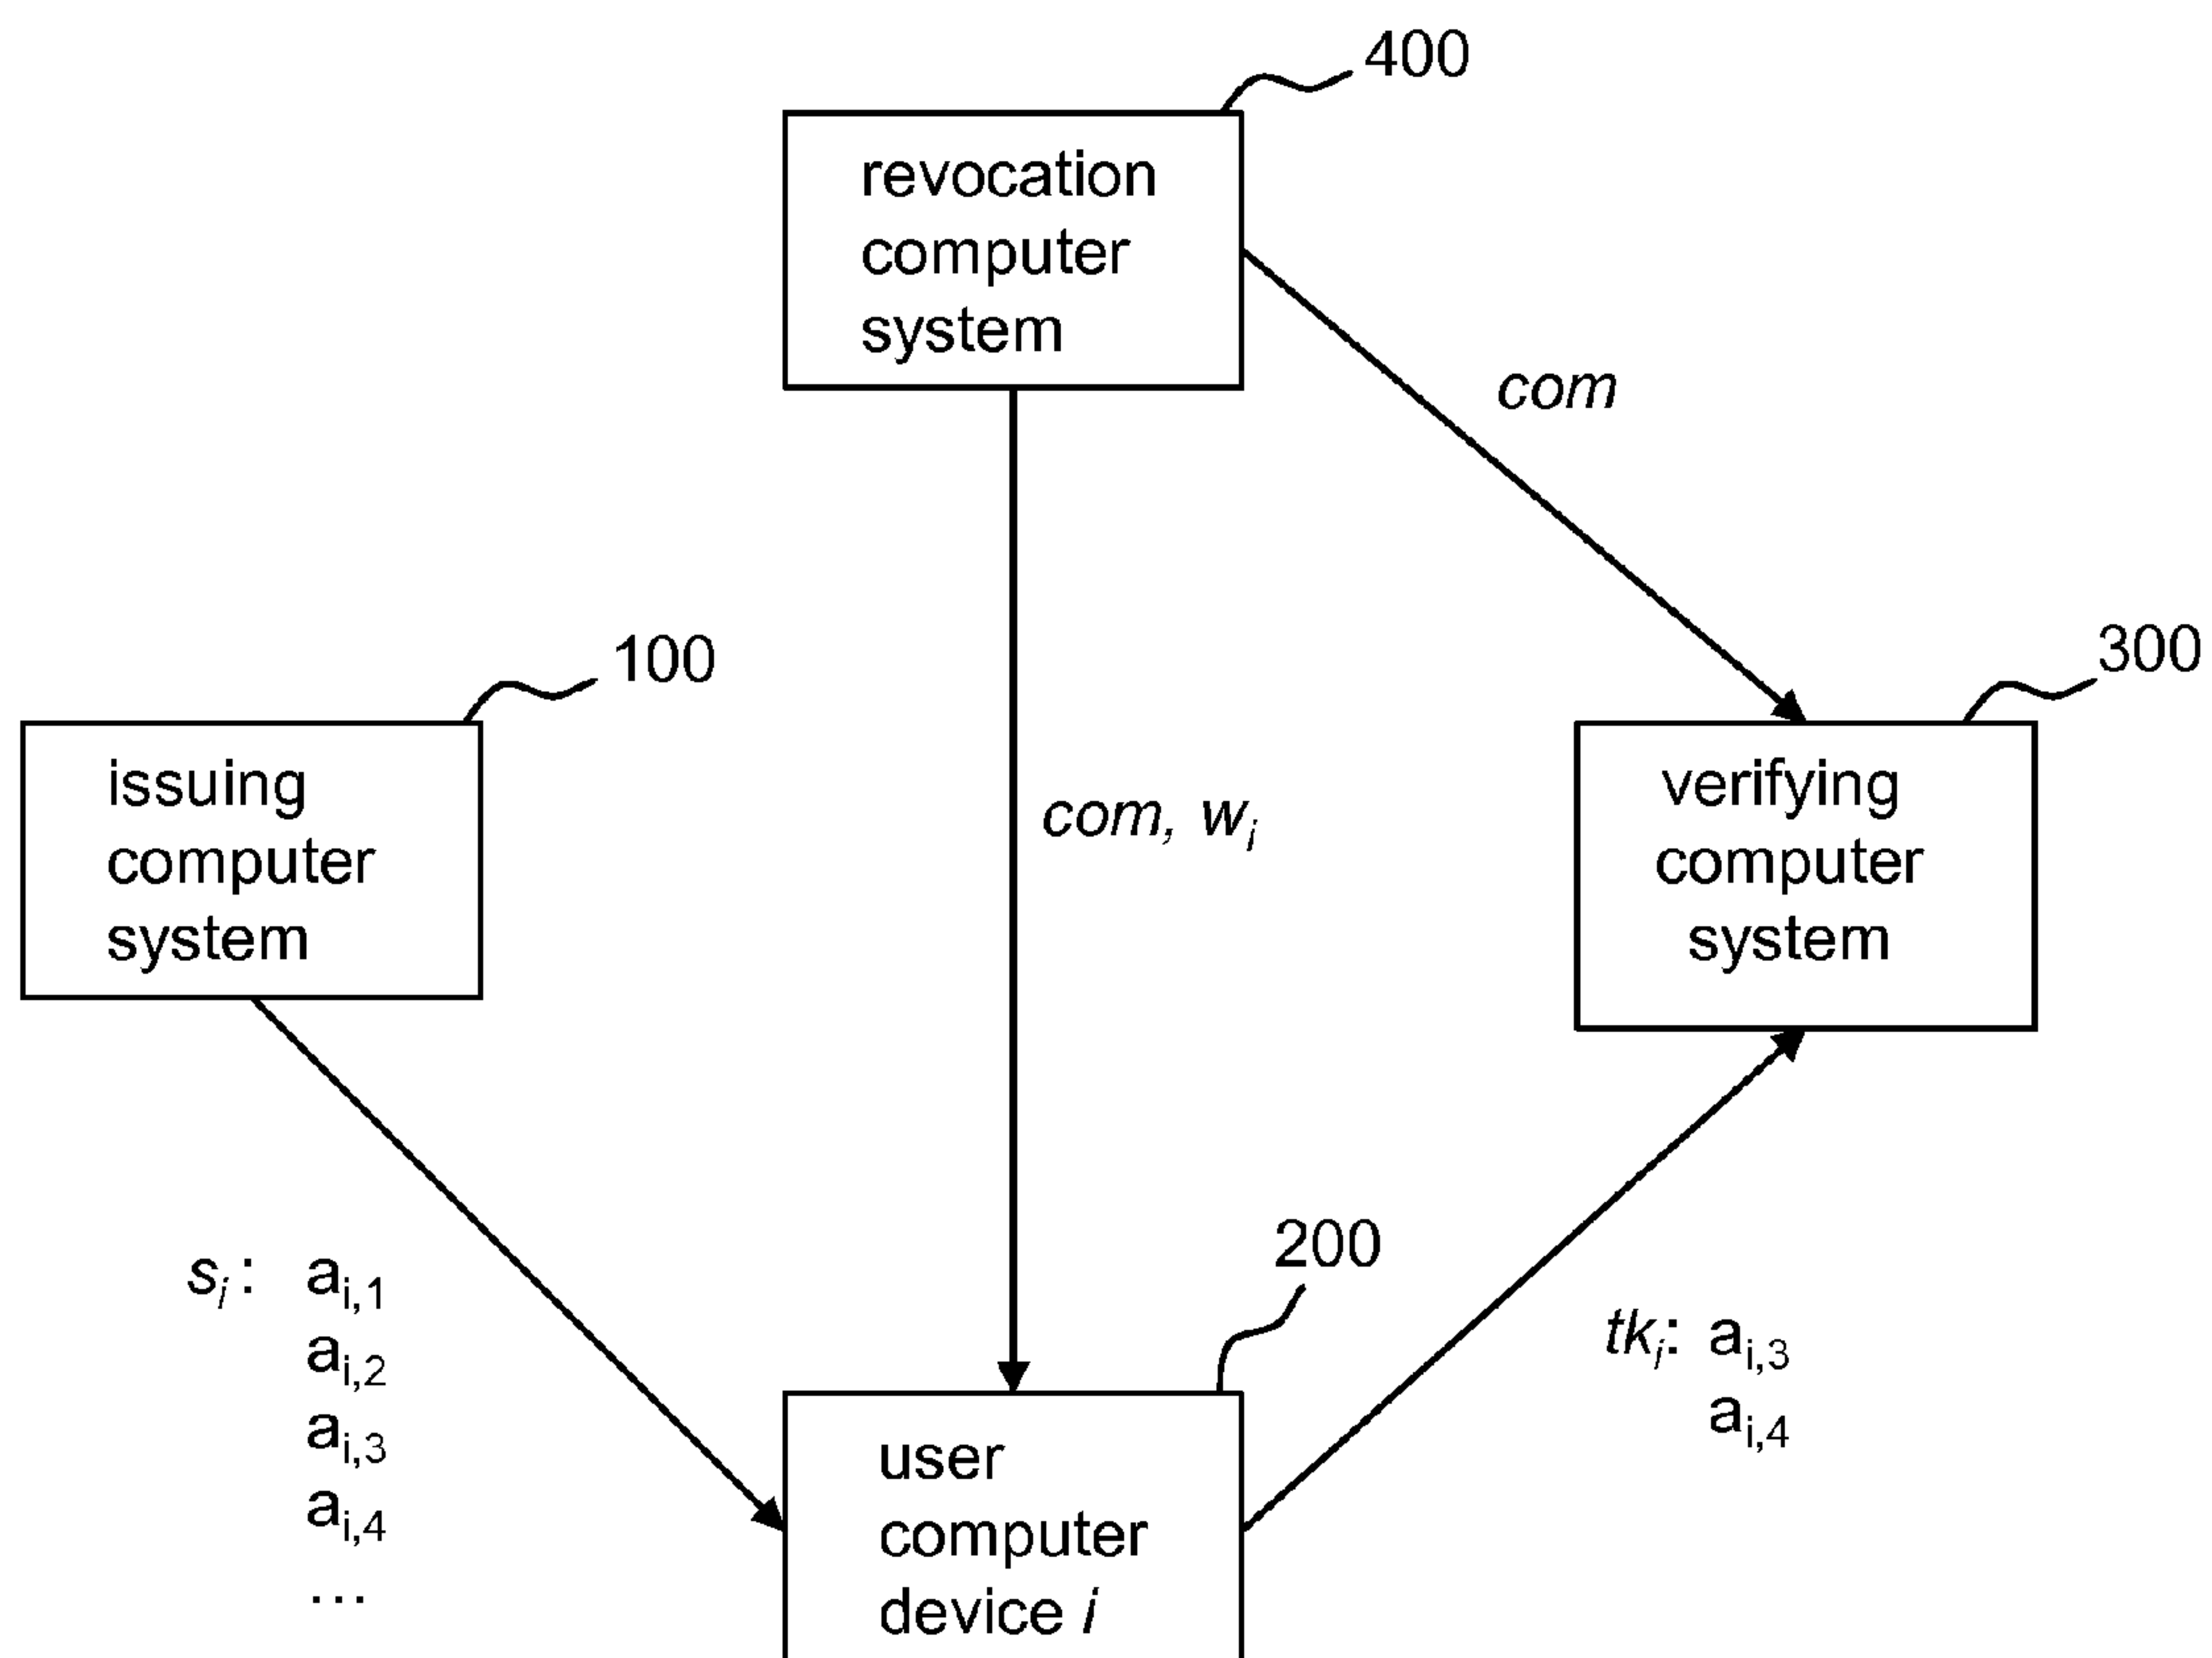 400
revocation
computer
system
com
100
300
issuing
computer
system
com, wi
verifying
computer
system
200
si : ai,1
ai,2
ai,3
ai,4
...
tki: ai,3
ai,4
user
computer
device i